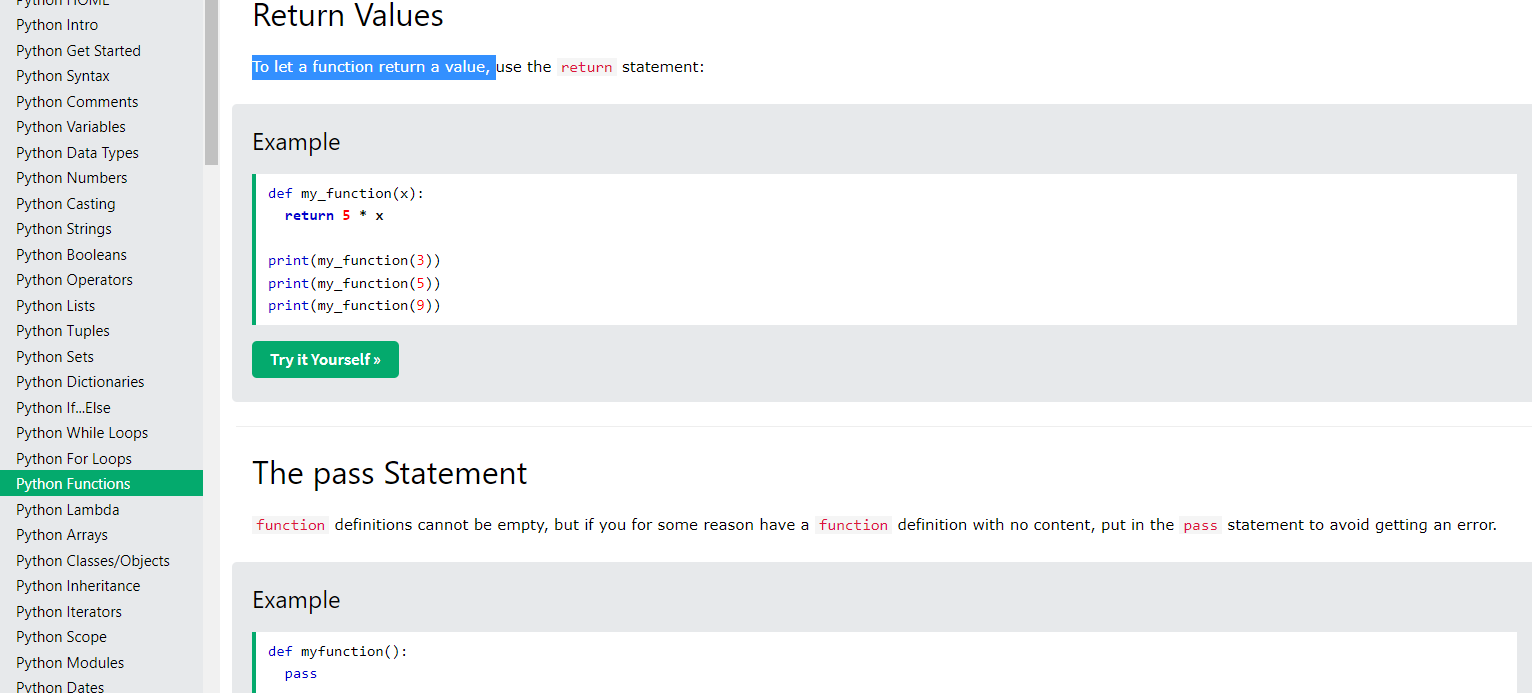 Python HOME
Python Intro
Python Get Started
Python Syntax
Python Comments
Python Variables
Python Data Types
Python Numbers
Python Casting
Python Strings
Python Booleans
Python Operators
Python Lists
Python Tuples
Python Sets
Python Dictionaries
Python If...Else
Python While Loops
Python For Loops
Python Functions
Python Lambda
Python Arrays
Python Classes/Objects
Python Inheritance
Python Iterators
Python Scope
Python Modules
Python Dates
Return Values
To let a function return a value, use the return statement:
Example
def my_function(x):
  return 5 * x
print(my_function(3))
print(my_function(5))
print(my_function(9))
Try it Yourself »
The pass Statement
function definitions cannot be empty, but if you for some reason have a function definition with no content, put in the pass statement to avoid getting an error.
Example
def myfunction():
  pass